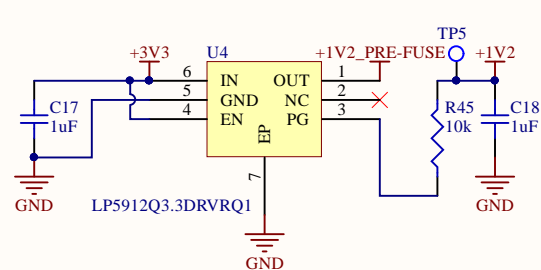 TP5
+3V3
U4
+1V2_PRE-FUSE
+1V2
6
IN
OUT
1
C17
1uF
5
GND
NC
2
4
EN
PG
3
R45
10k
C18
1uF
EP
7
GND
LP5912Q3.3DRVRQ1
GND
GND